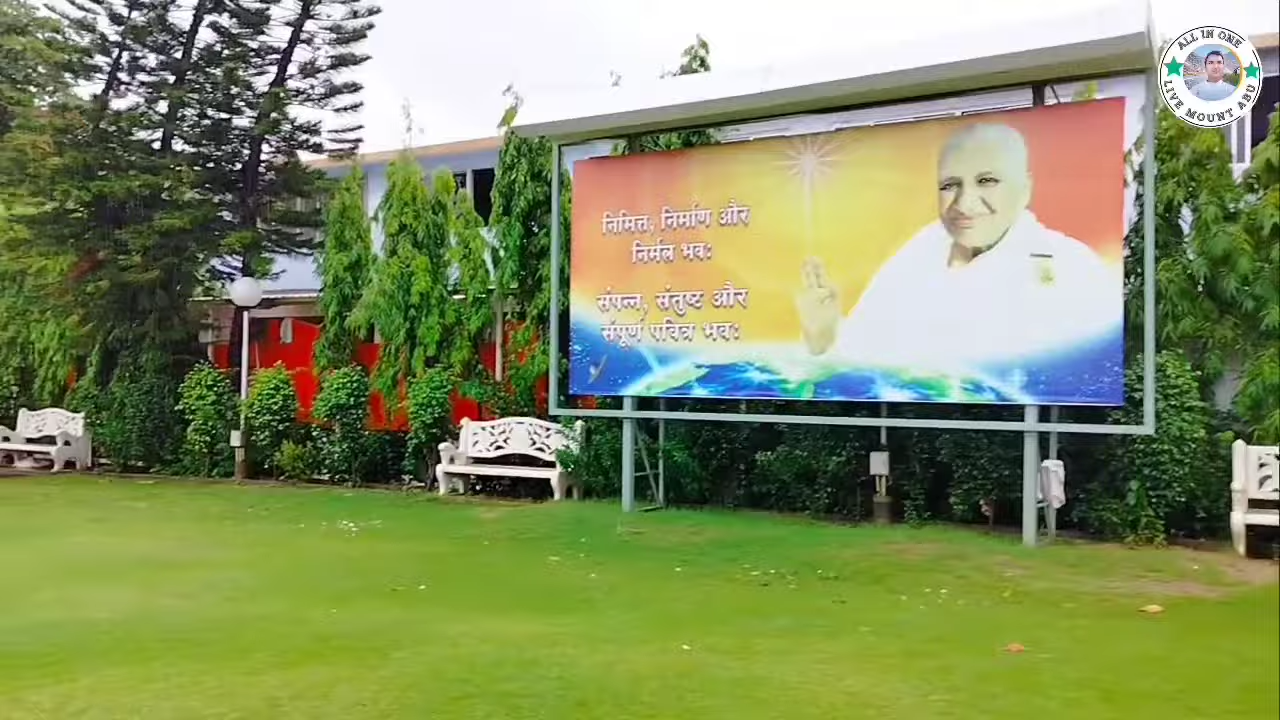 निमित्त, निर्माण और
निर्मल भव:
संपन्न, संतुष्ट और
संपूर्ण पवित्र भव:
ALL IN ONE
LIVE MOUNT ABU